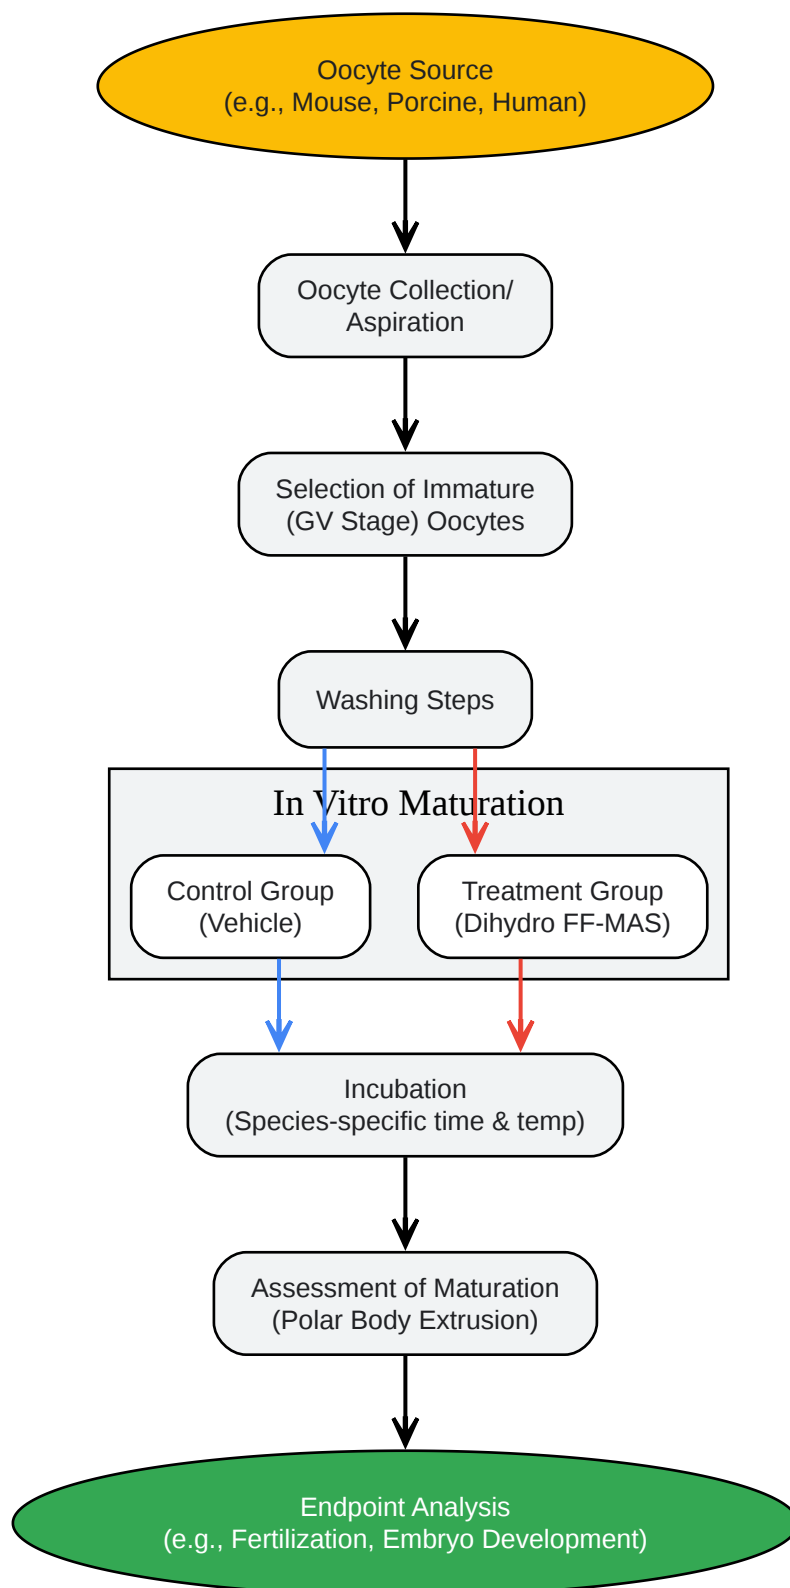 Oocyte Source
(e.g., Mouse, Porcine, Human)
Oocyte Collection/
Aspiration
Selection of Immature
(GV Stage) Oocytes
Washing Steps
In Vitro Maturation
Control Group
(Vehicle)
Treatment Group
(Dihydro FF-MAS)
Incubation
(Species-specific time & temp)
Assessment of Maturation
(Polar Body Extrusion)
Endpoint Analysis
(e.g., Fertilization, Embryo Development)